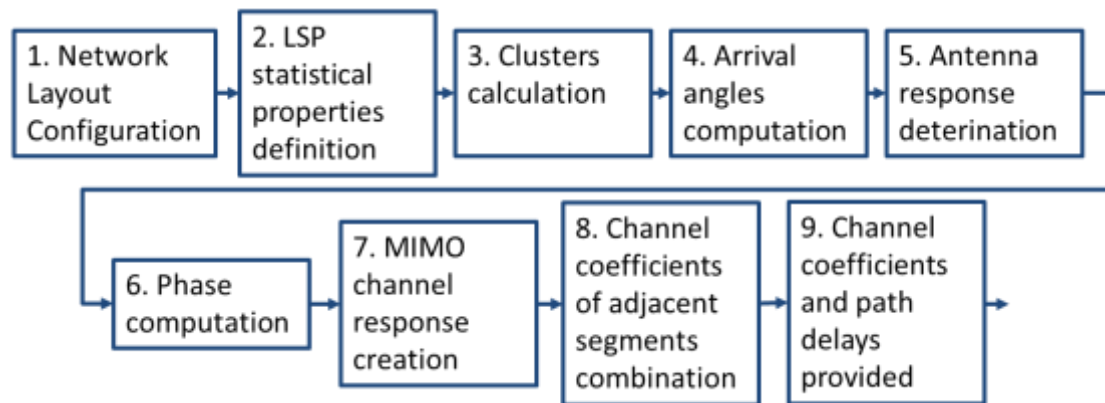 1. Network
Layout
Configuration
2. LSP
statistical
properties
definition
3. Clusters
calculation
4. Arrival
angles
computation
5. Antenna
response
deterination
6. Phase
computation
7. MIMO
channel
response
creation
8. Channel
coefficients
of adjacent
segments
combination
9. Channel
coefficients
and path
delays
provided